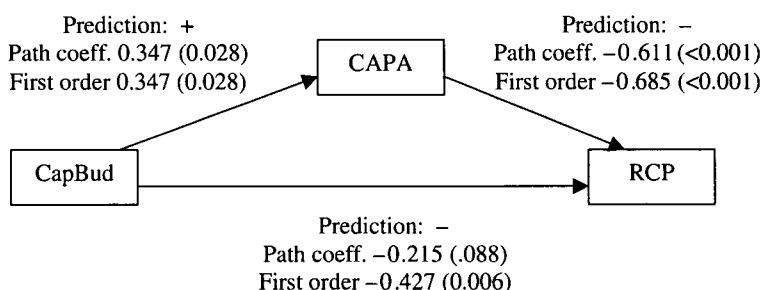 Prediction: +
Path coeff. 0.347 (0.028)
First order 0.347 (0.028)
Prediction: –
Path coeff. –0.611 (<0.001)
First order –0.685 (<0.001)
CAPA
CapBud
RCP
Prediction: –
Path coeff. –0.215 (.088)
First order –0.427 (0.006)